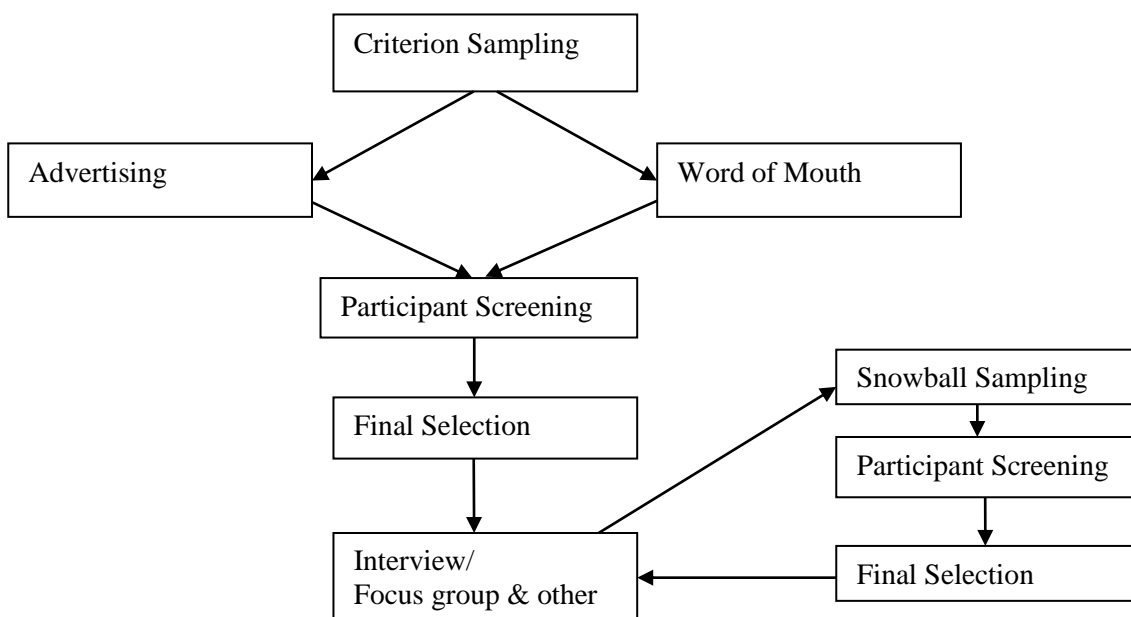 Criterion Sampling
Advertising
Word of Mouth
Participant Screening
Snowball Sampling
Final Selection
Participant Screening
Interview/
Focus group & other
Final Selection